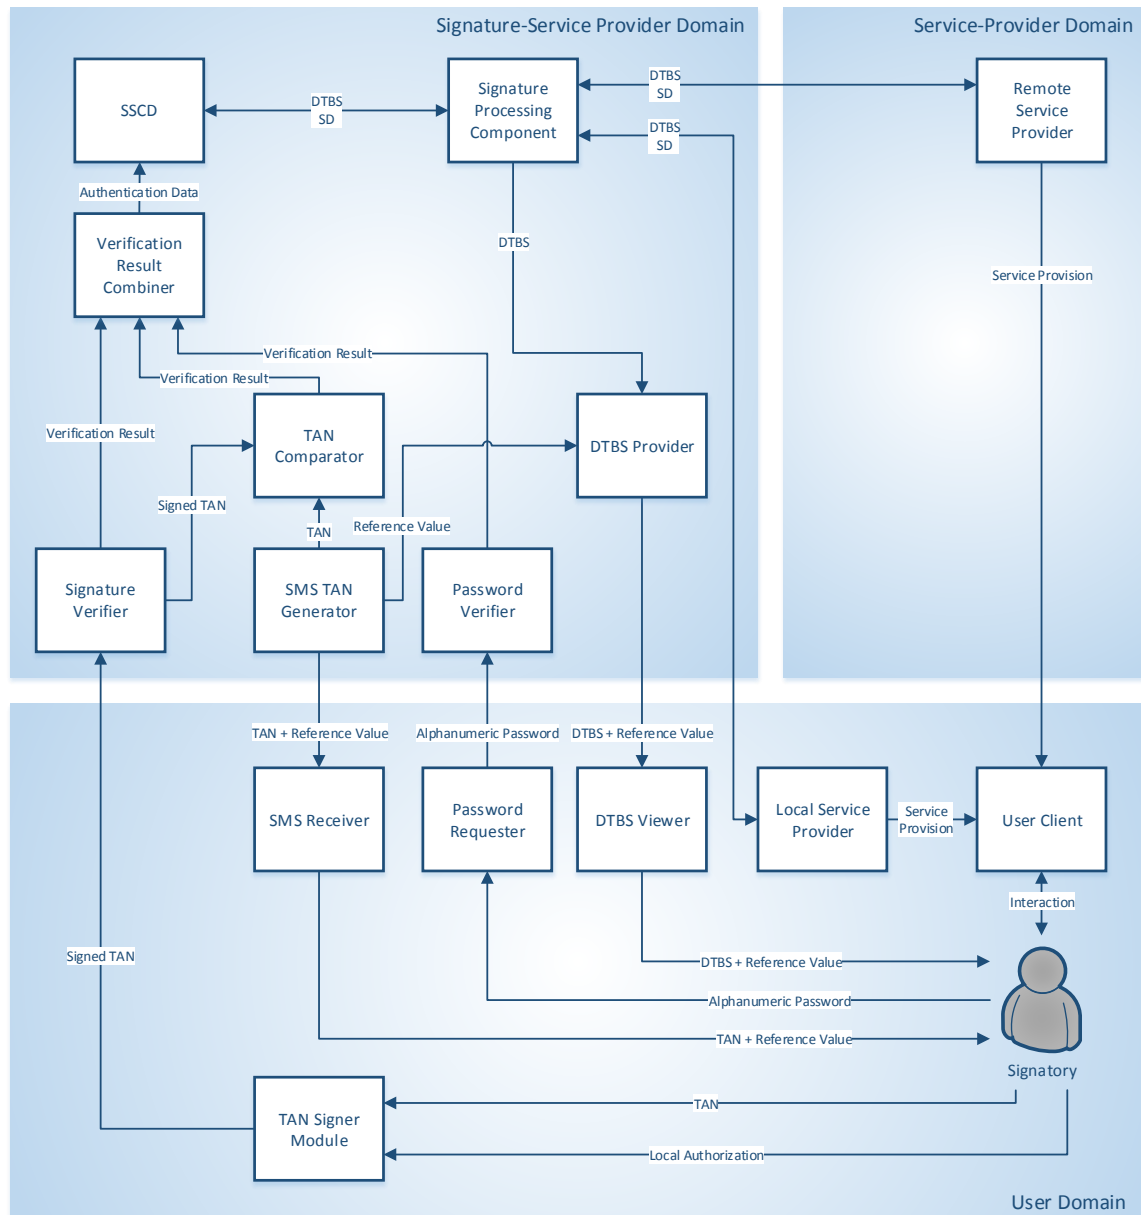 Signature-Service Provider Domain
Service-Provider Domain
SSCD
DTBS
SD
Signature
Processing
Component
DTBS
SD
DTBS
SD
Remote
Service
Provider
Authentication Data
Verification
Result
Combiner
DTBS
Service Provision
Verification Result
Verification Result
Verification Result
TAN
Comparator
DTBS Provider
Signed TAN
TAN
Reference Value
Signature
Verifier
SMS TAN
Generator
Password
Verifier
TAN + Reference Value
Alphanumeric Password
DTBS + Reference Value
SMS Receiver
Password
Requester
DTBS Viewer
Local Service
Provider
Service
Provision
User Client
Interaction
Signed TAN
DTBS + Reference Value
Alphanumeric Password
TAN + Reference Value
Signatory
TAN Signer
Module
TAN
Local Authorization
User Domain